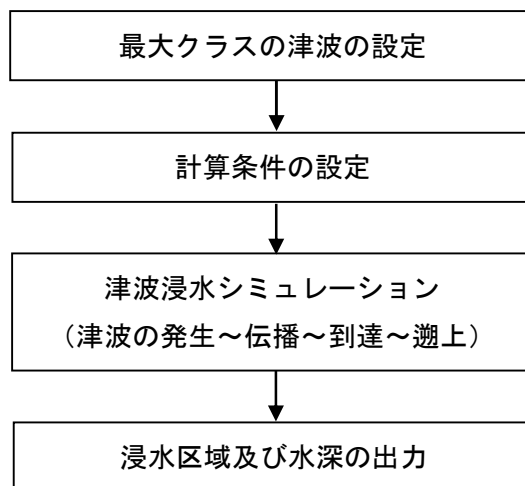 最大クラスの津波の設定
計算条件の設定
津波浸水シミュレーション
（津波の発生～伝播～到達～遡上）
浸水区域及び水深の出力